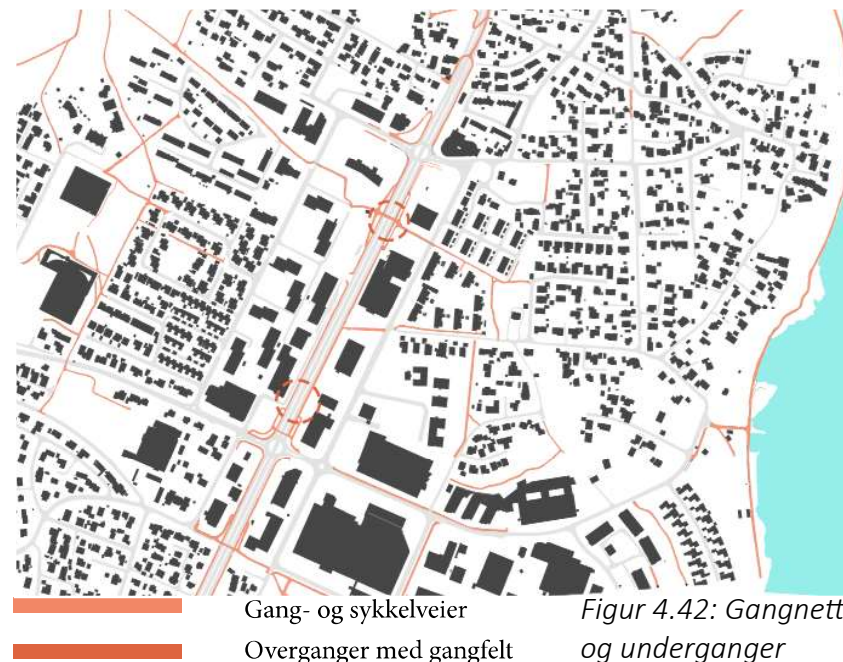 Gang- og sykkelveier
Overganger med gangfelt
Figur 4.42: Gangnett
og underganger